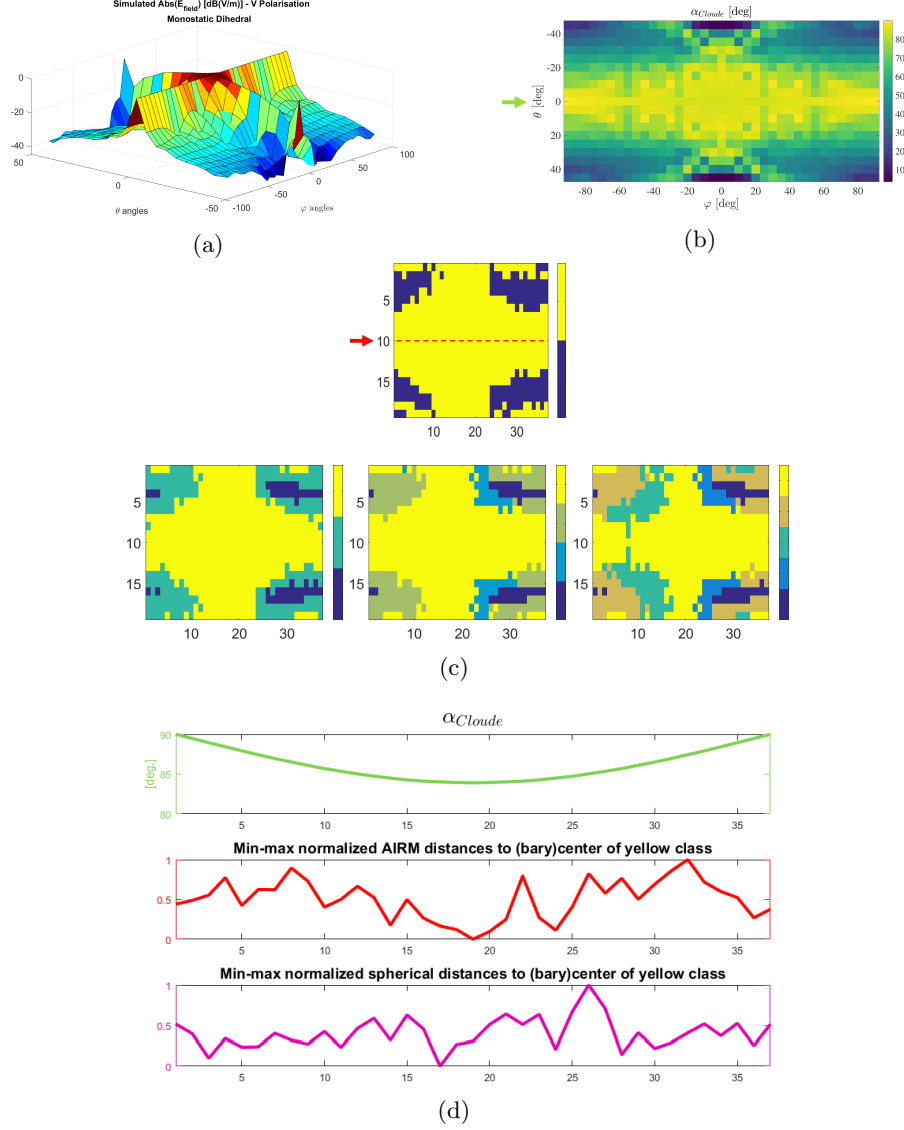 Simulated Abs(E_field) [dB(V/m)] - V Polarisation
Monostatic Dihedral
0
-20
-40
50
0
-50
θ angles
-100
-50
0
50
100
φ angles
(a)
α_Cloude [deg]
-40
-20
0
20
40
θ [deg]
-80 -60 -40 -20 0 20 40 60 80
φ [deg]
80
70
60
50
40
30
20
10
(b)
5
10
15
10 20 30
5
10
15
10 20 30
10 20 30
5
10
15
10 20 30
5
10
15
(c)
α_Cloude
90
85
80
[deg.]
5 10 15 20 25 30 35
Min-max normalized AIRM distances to (bary)center of yellow class
1
0.5
0
5 10 15 20 25 30 35
Min-max normalized spherical distances to (bary)center of yellow class
1
0.5
0
5 10 15 20 25 30 35
(d)